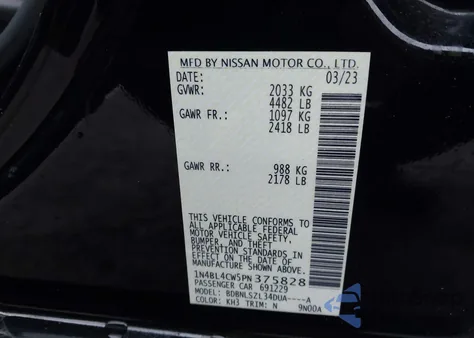 MFD BY NISSAN MOTOR CO., LTD.
DATE: 03/23
GVWR: 2033 KG
4482 LB
GAWR FR.: 1097 KG
2418 LB
GAWR RR.: 988 KG
2178 LB
THIS VEHICLE CONFORMS TO
ALL APPLICABLE FEDERAL
MOTOR VEHICLE SAFETY,
BUMPER, AND THEFT
PREVENTION STANDARDS
IN EFFECT ON THE DATE OF
MANUFACTURE SHOWN ABOVE.
1N4BL4CW5PN375828
PASSENGER CAR 691229
MODEL: BDBNLSZL34DUA----A
COLOR: KH3 TRIM: N 9N00A